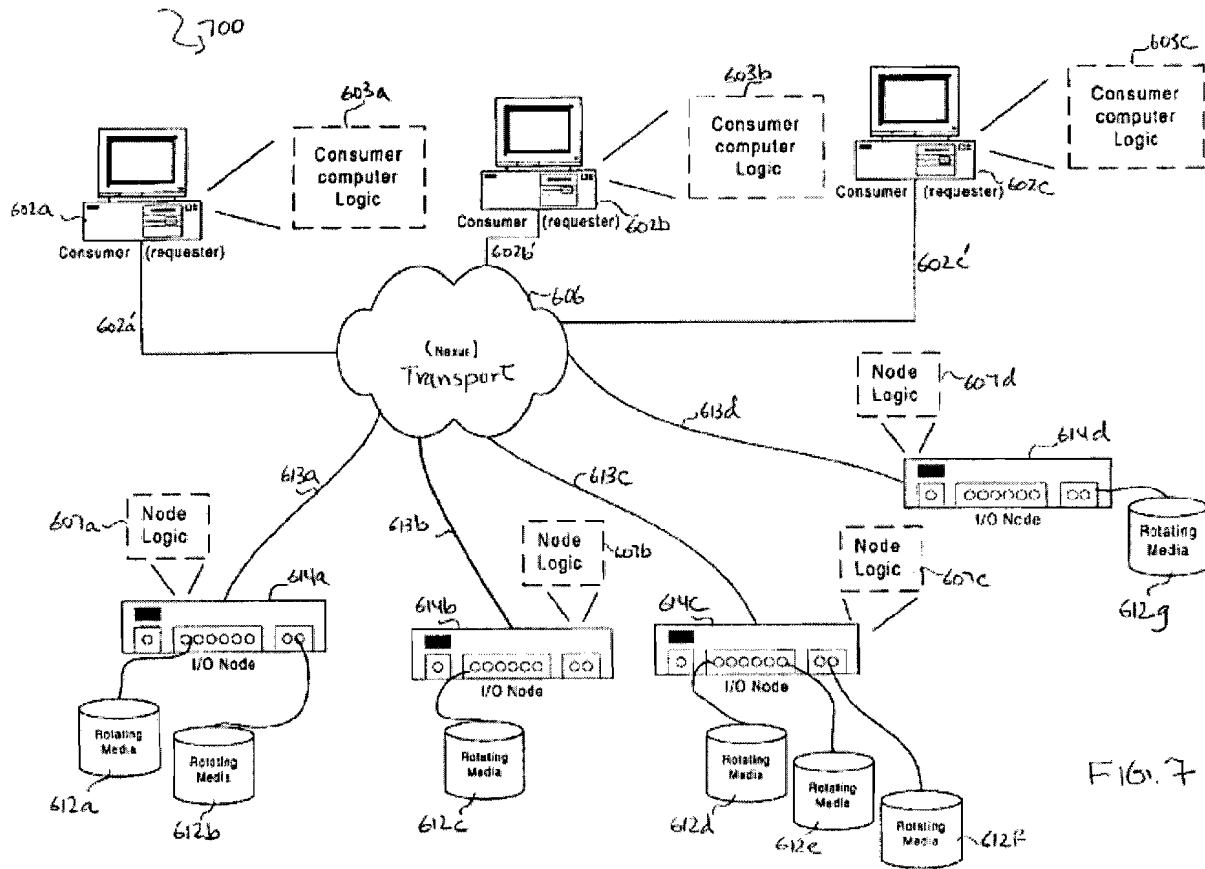 700
603a
Consumer
computer
Logic
603b
Consumer
computer
Logic
603c
Consumer
computer
Logic
602a
Consumer (requester)
Consumer (requester)
602b
Consumer (requester)
602c
602a'
602b'
602c'
606
(Nexus)
Transport
613a
613b
613c
613d
607a
Node
Logic
614a
I/O Node
Rotating
Media
612a
Rotating
Media
612b
Node
Logic
607b
614b
I/O Node
Rotating
Media
612c
Node
Logic
607c
614c
I/O Node
Rotating
Media
612d
Rotating
Media
612e
Rotating
Media
612f
Node
Logic
607d
614d
I/O Node
Rotating
Media
612g
FIG. 7